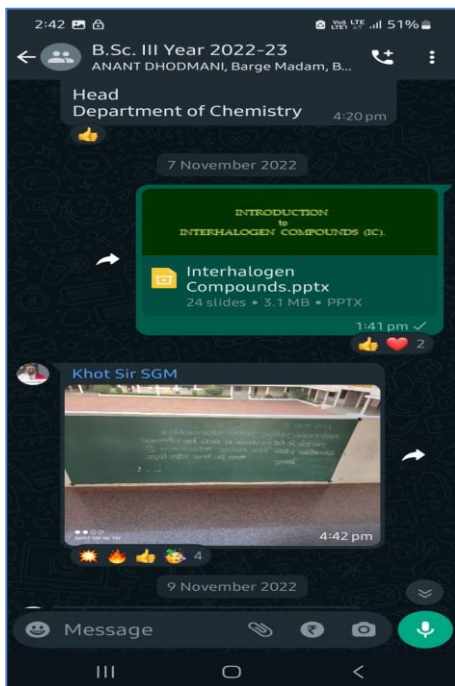 2:42
LTE 51%
B.Sc. III Year 2022-23
ANANT DHODMANI, Barge Madam, B...
Head
Department of Chemistry 4:20 pm
7 November 2022
INTRODUCTION
to
INTERHALOGEN COMPOUNDS (IC).
Interhalogen
Compounds.pptx
24 slides • 3.1 MB • PPTX
1:41 pm
2
Khot Sir SGM
4:42 pm
4
9 November 2022
Message